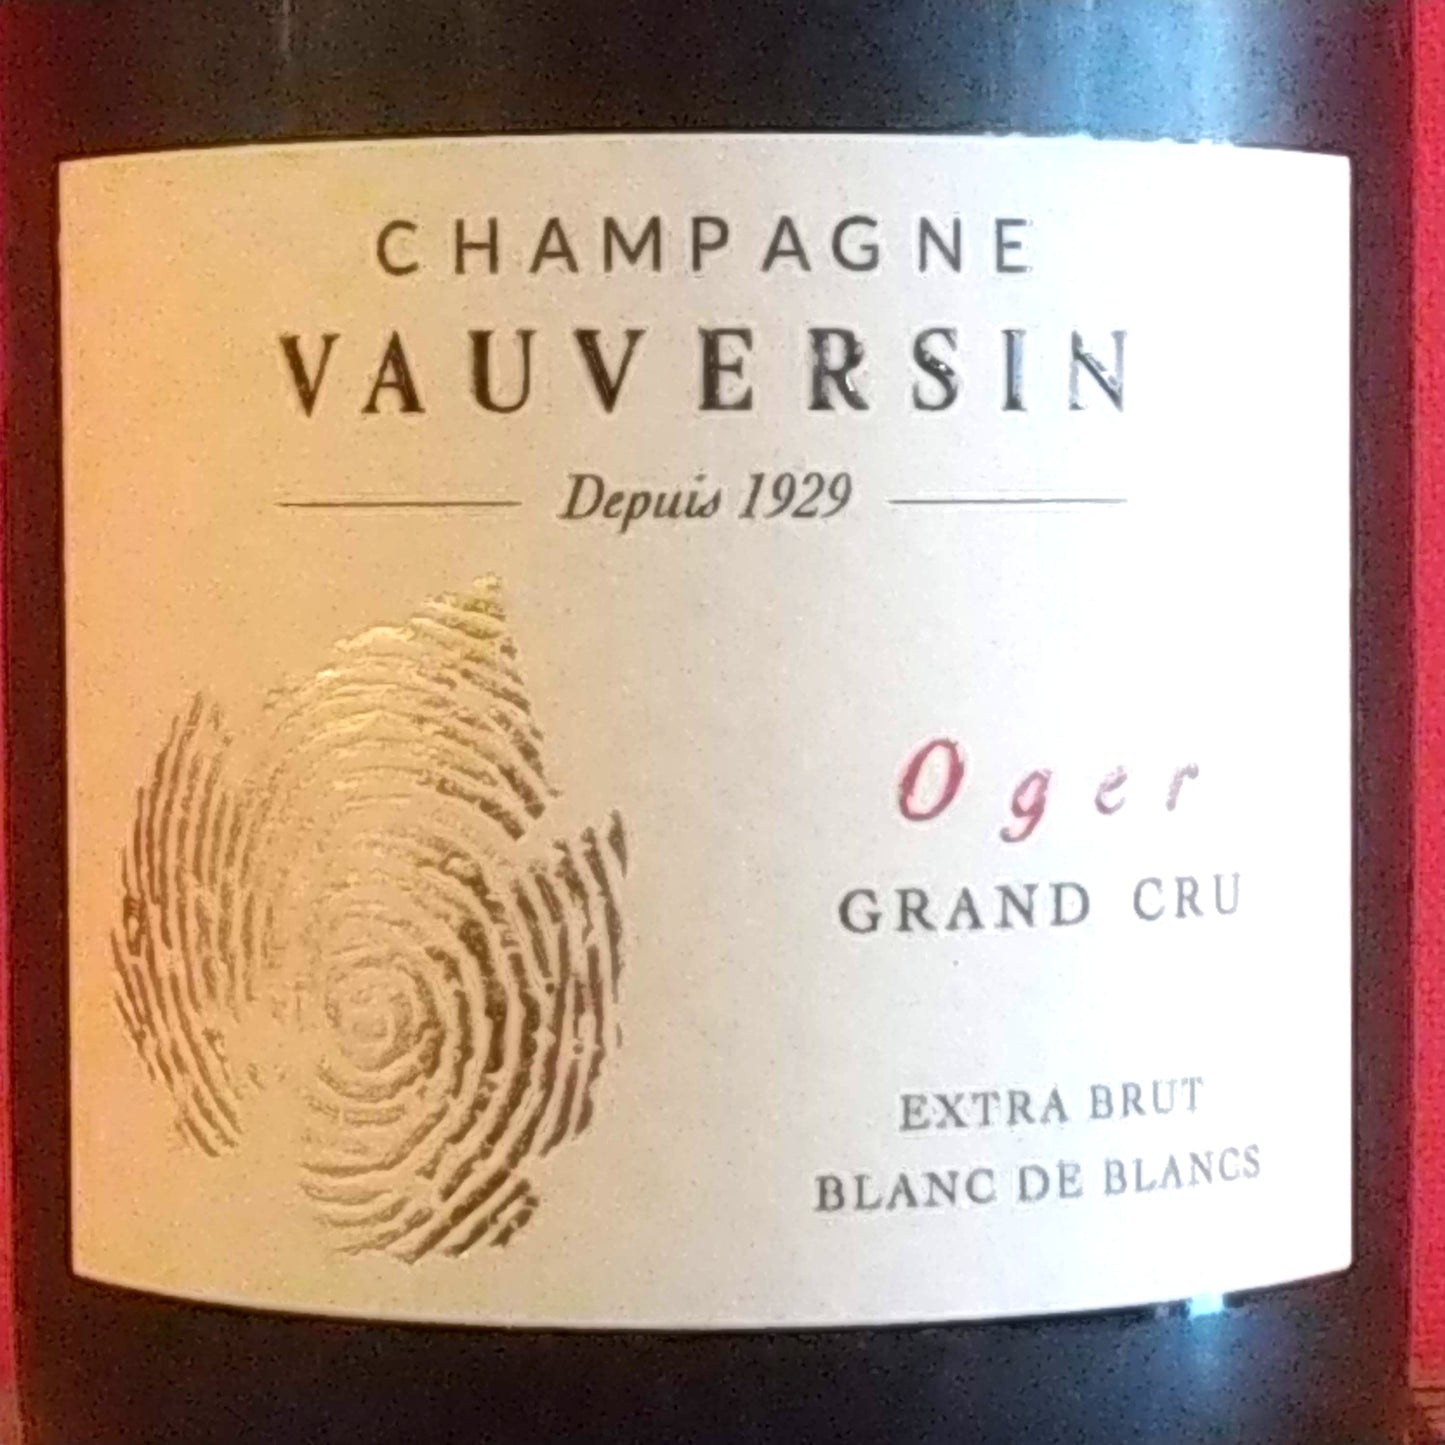 CHAMPAGNE
VAUVERSIN
Depuis 1929
Oger
GRAND CRU
EXTRA BRUT
BLANC DE BLANCS